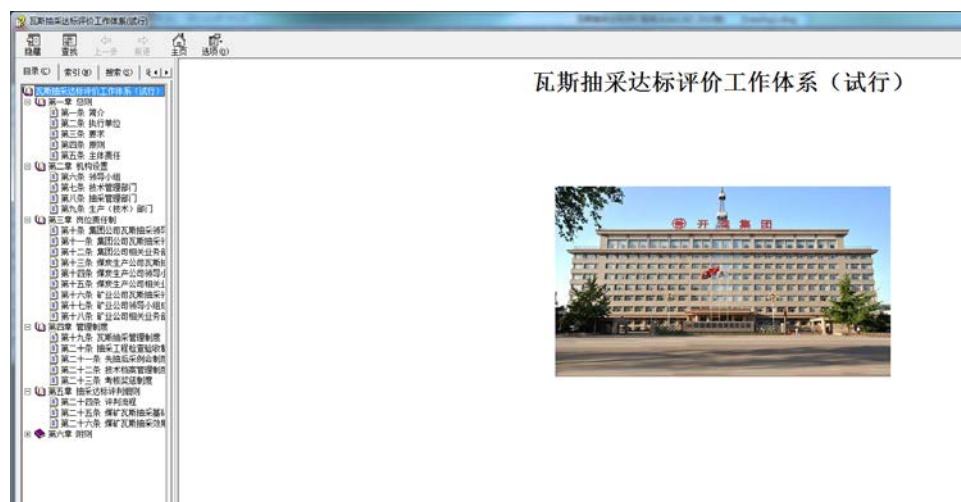 瓦斯抽采达标评价工作体系(试行)
隐藏
查找
上一步
前进
主页
选项(O)
目录(C)
索引(N)
搜索(S)
瓦斯抽采达标评价工作体系（试行）
第一章 总则
第一条 简介
第二条 执行单位
第三条 要求
第四条 原则
第五条 主体责任
第二章 机构设置
第六条 领导小组
第七条 技术管理部门
第八条 抽采管理部门
第九条 生产（技术）部门
第三章 岗位责任制
第十条 集团公司瓦斯抽采领导
第十一条 集团公司瓦斯抽采
第十二条 集团公司相关业务部
第十三条 煤炭生产公司瓦斯抽
第十四条 煤炭生产公司领导小
第十五条 煤炭生产公司相关业
第十六条 矿业公司瓦斯抽采
第十七条 矿业公司领导小组
第十八条 矿业公司相关业务部
第四章 管理制度
第十九条 瓦斯抽采管理制度
第二十条 抽采工程检查验收制
第二十一条 先抽后采例会制度
第二十二条 技术档案管理制度
第二十三条 考核奖惩制度
第五章 抽采达标评判细则
第二十四条 评判流程
第二十五条 煤矿瓦斯抽采基础
第二十六条 煤矿瓦斯抽采效果
第六章 附则
瓦斯抽采达标评价工作体系（试行）
开滦集团